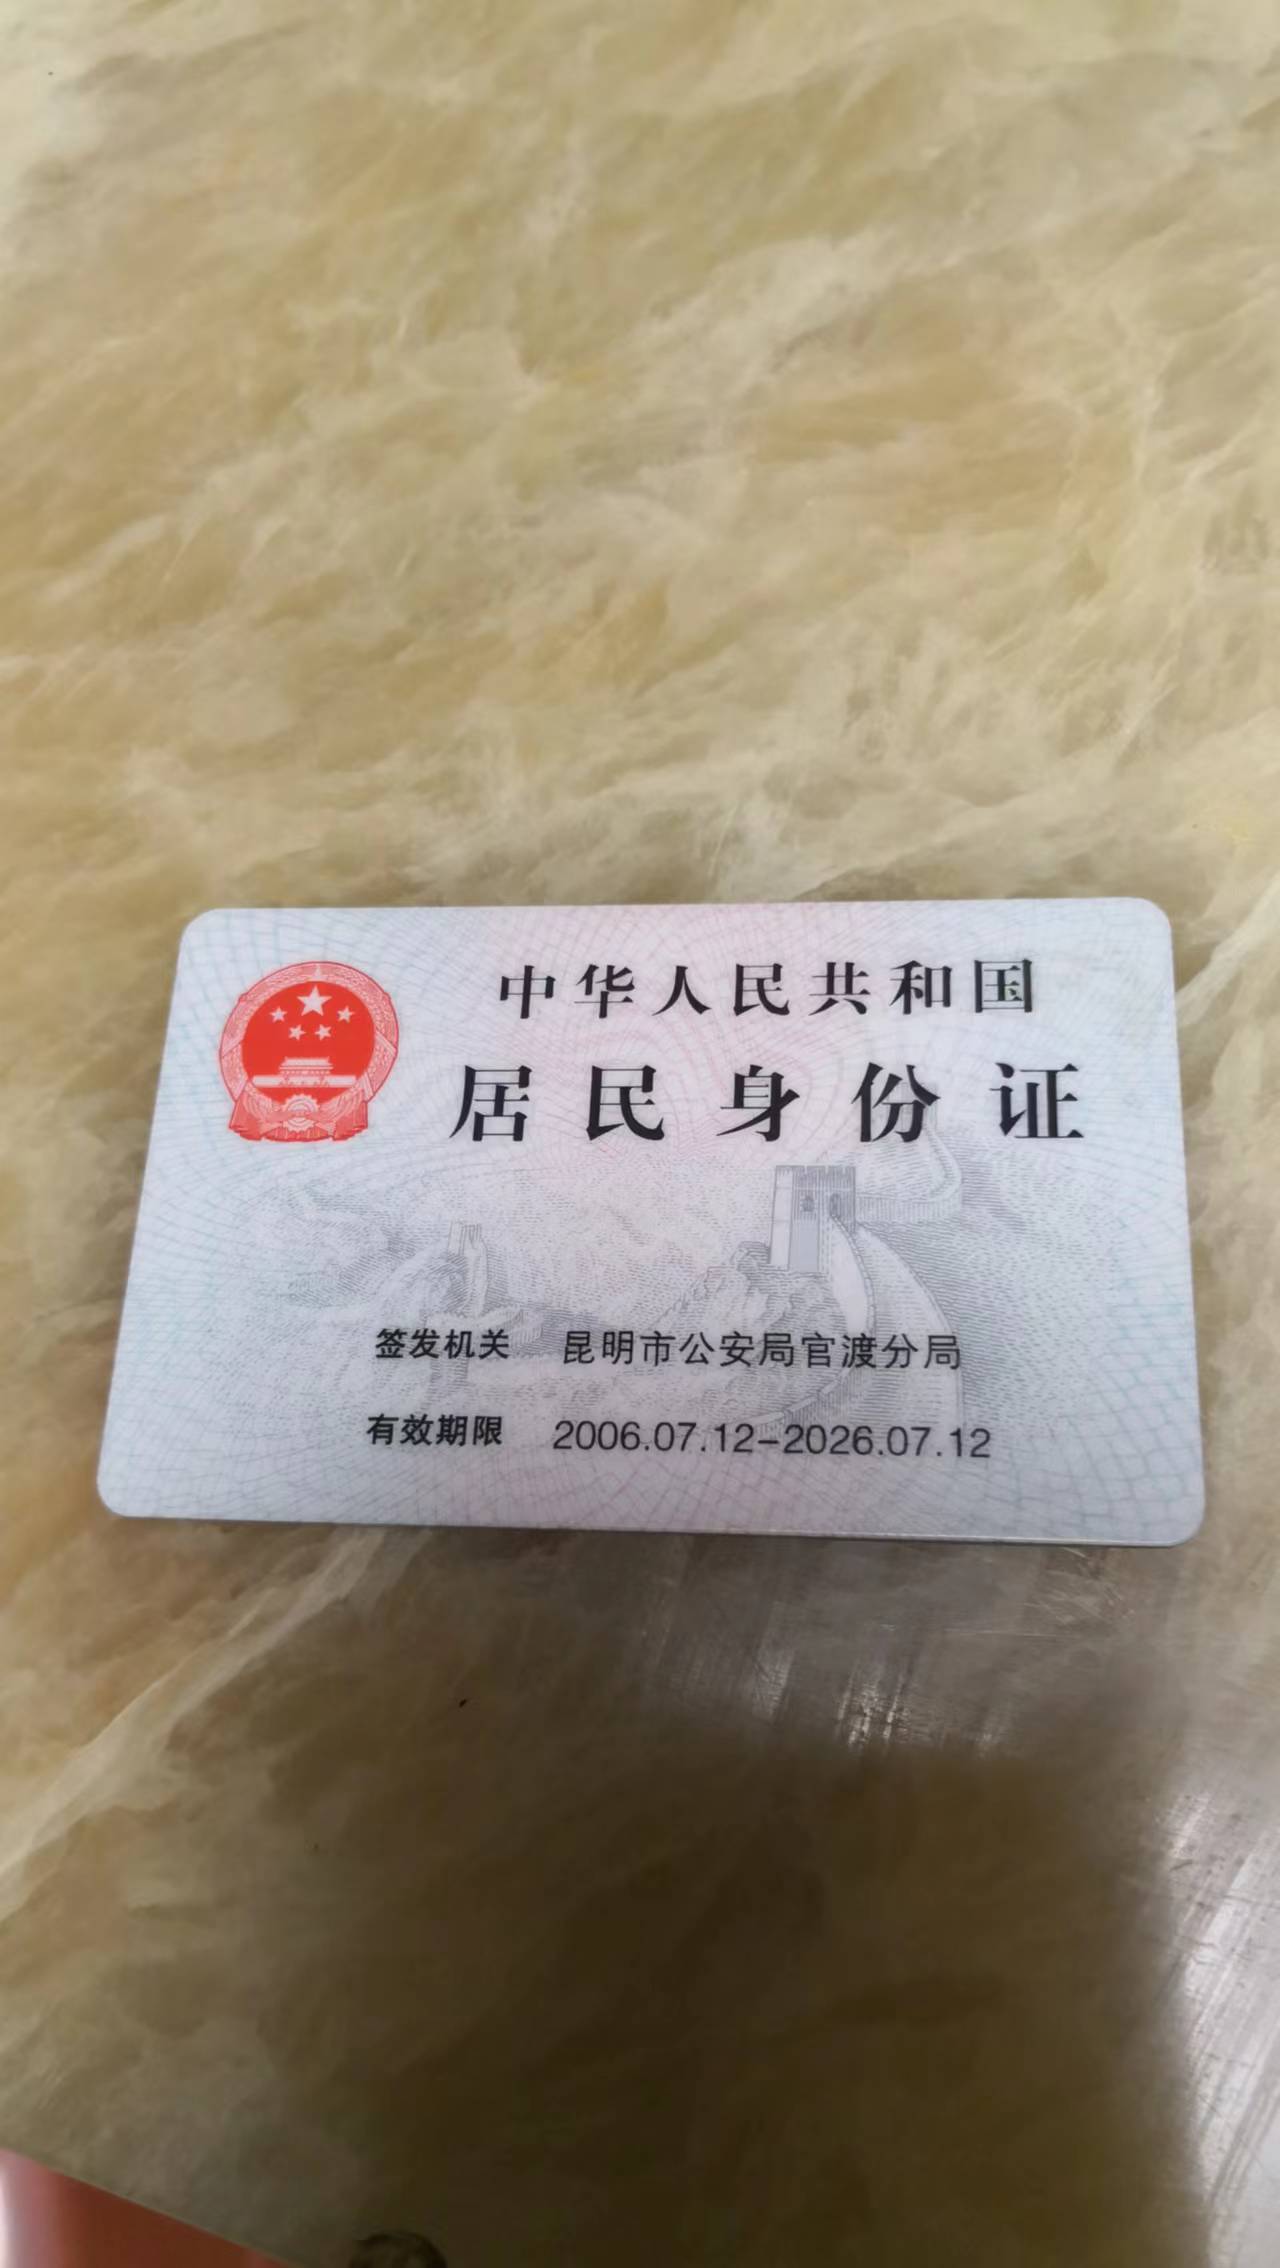 中华人民共和国
居民身份证
签发机关 昆明市公安局官渡分局
有效期限 2006.07.12-2026.07.12